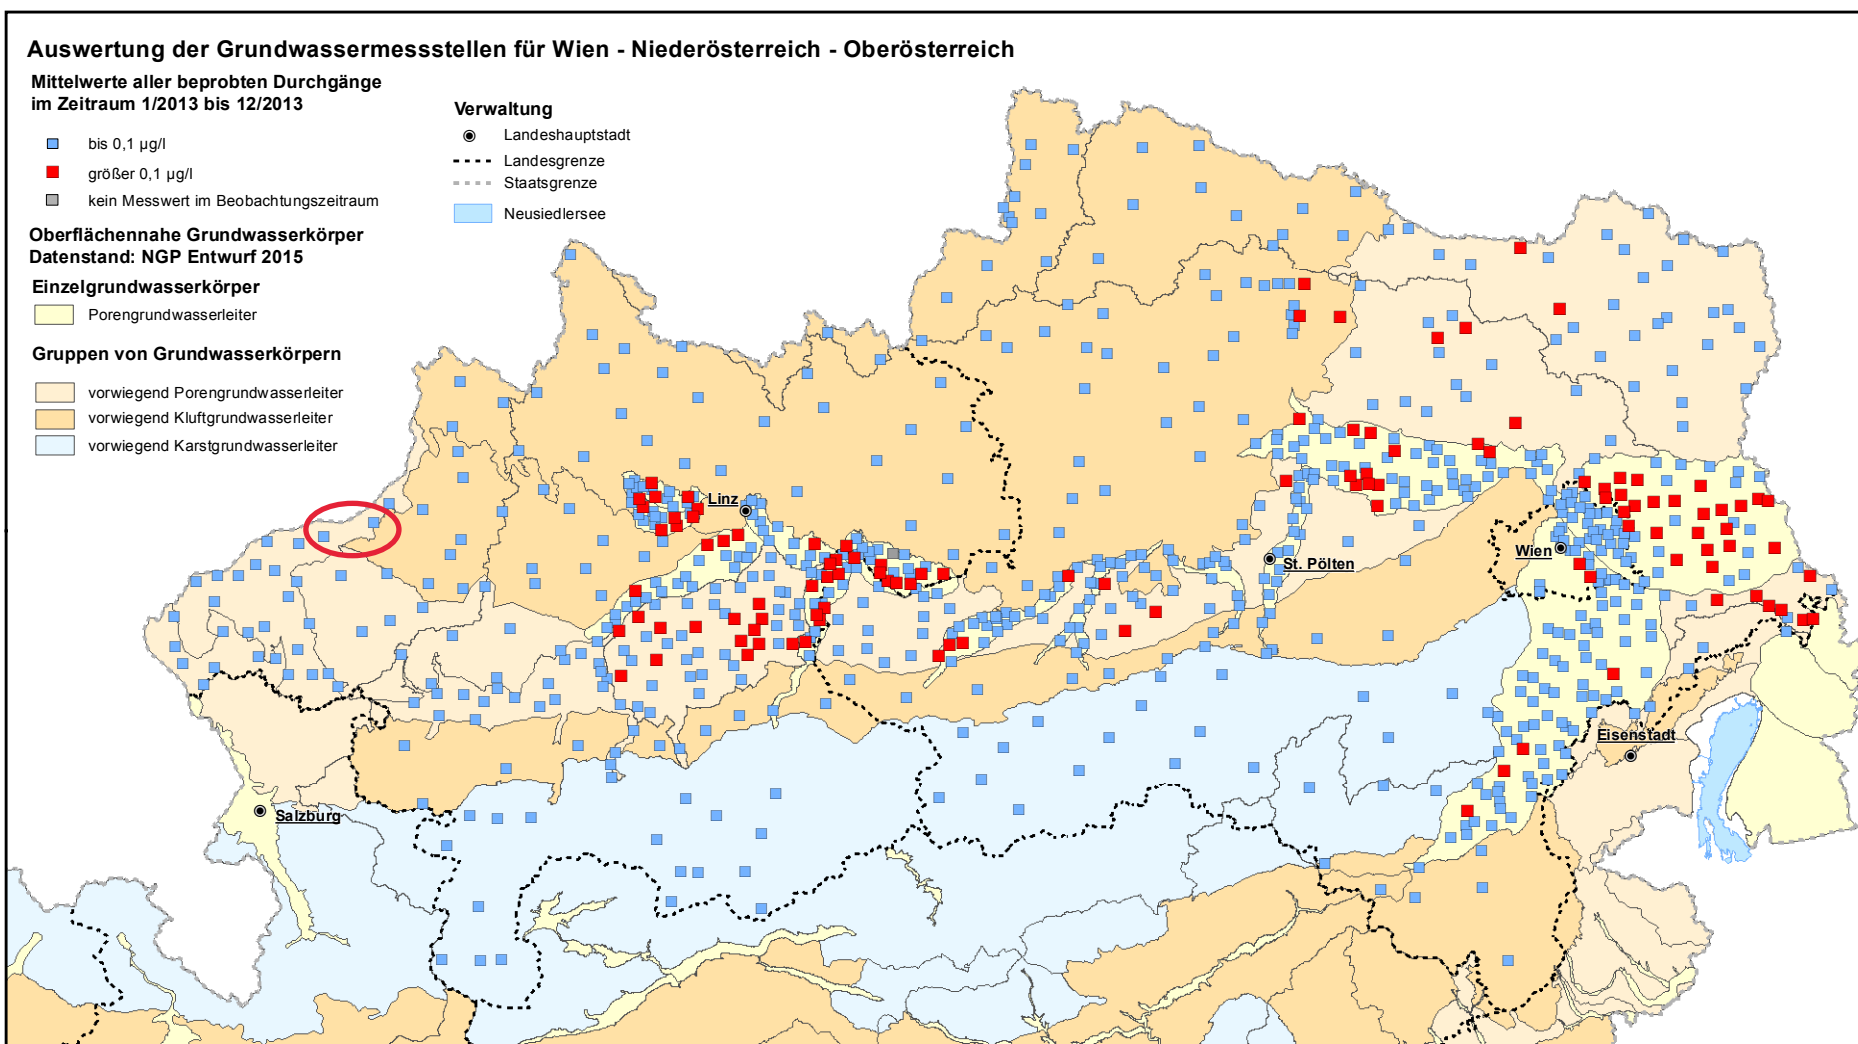 Auswertung der Grundwassermessstellen für Wien - Niederösterreich - Oberösterreich
Mittelwerte aller beprobten Durchgänge
im Zeitraum 1/2013 bis 12/2013
bis 0,1 µg/l
größer 0,1 µg/l
kein Messwert im Beobachtungszeitraum
Oberflächennahe Grundwasserkörper
Datenstand: NGP Entwurf 2015
Einzelgrundwasserkörper
Porengrundwasserleiter
Gruppen von Grundwasserkörpern
vorwiegend Porengrundwasserleiter
vorwiegend Kluftgrundwasserleiter
vorwiegend Karstgrundwasserleiter
Verwaltung
Landeshauptstadt
Landesgrenze
Staatsgrenze
Neusiedlersee
Linz
Wien
St. Pölten
Eisenstadt
Salzburg